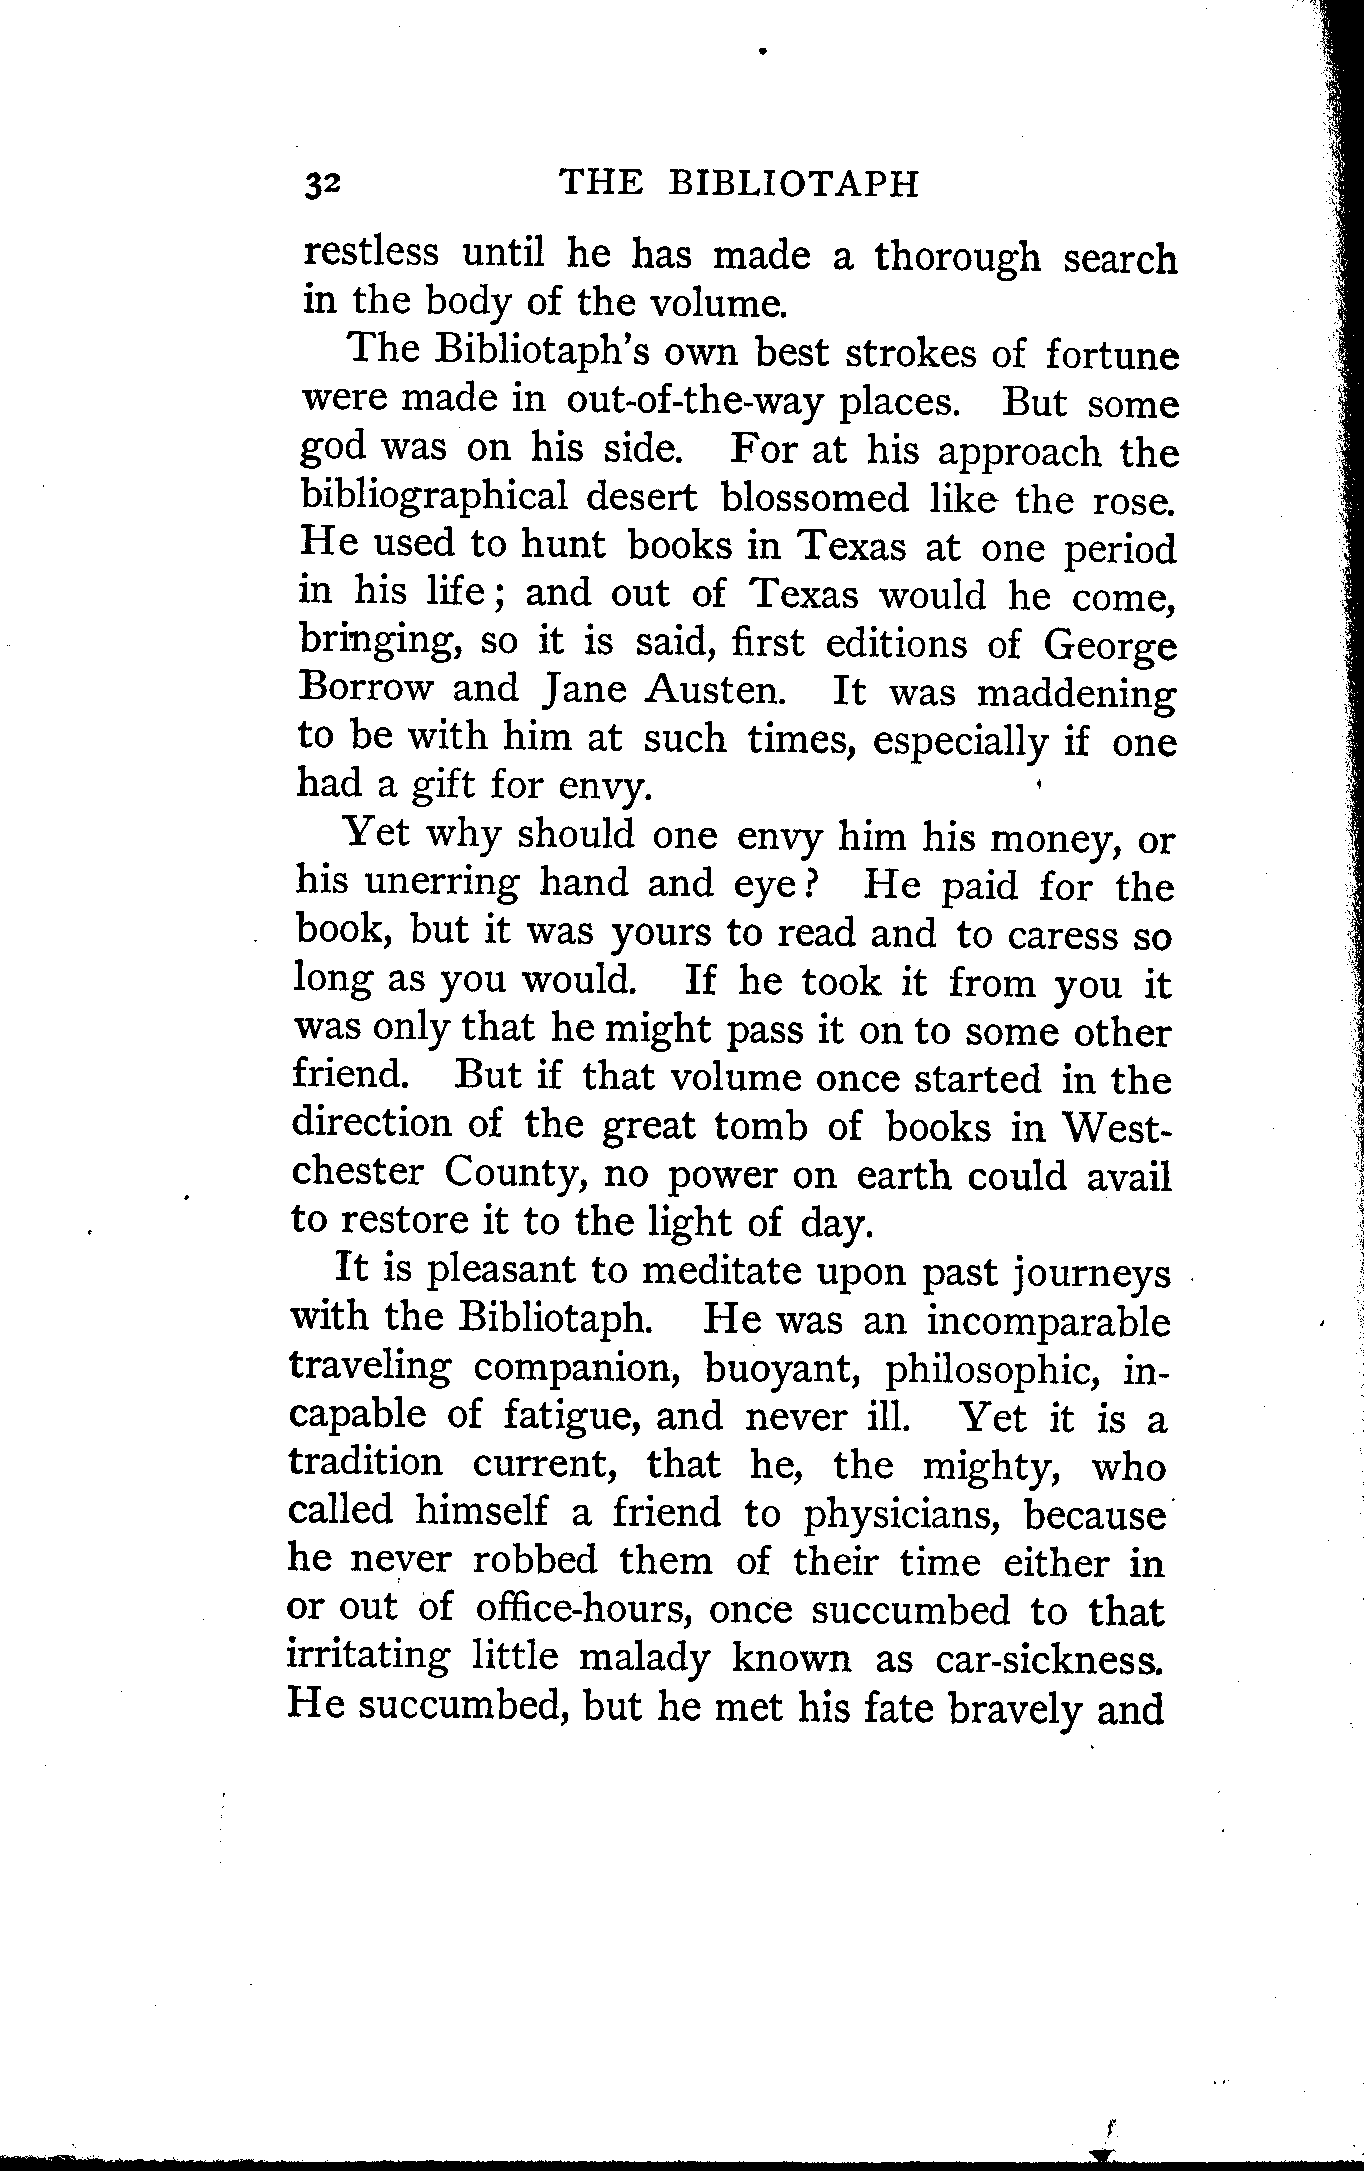 32 THE BIBLIOTAPH
restless until he has made a thorough search
in the body of the volume.
The Bibliotaph's own best strokes of fortune
were made in out-of-the-way places. But some
god was on his side. For at his approach the
bibliographical desert blossomed like the rose.
He used to hunt books in Texas at one period
in his life; and out of Texas would he come,
bringing, so it is said, first editions of George
Borrow and Jane Austen. It was maddening
to be with him at such times, especially if one
had a gift for envy.
Yet why should one envy him his money, or
his unerring hand and eye? He paid for the
book, but it was yours to read and to caress so
long as you would. If he took it from you it
was only that he might pass it on to some other
friend. But if that volume once started in the
direction of the great tomb of books in West-
chester County, no power on earth could avail
to restore it to the light of day.
It is pleasant to meditate upon past journeys
with the Bibliotaph. He was an incomparable
traveling companion, buoyant, philosophic, in-
capable of fatigue, and never ill. Yet it is a
tradition current, that he, the mighty, who
called himself a friend to physicians, because
he never robbed them of their time either in
or out of office-hours, once succumbed to that
irritating little malady known as car-sickness.
He succumbed, but he met his fate bravely and